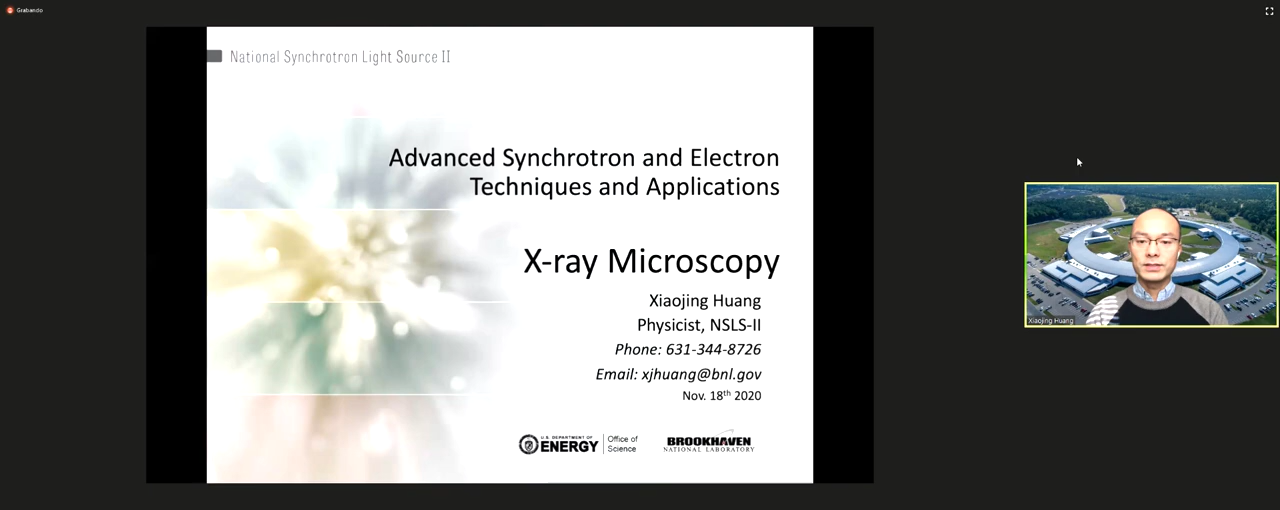 Grabando
National Synchrotron Light Source II
Advanced Synchrotron and Electron
Techniques and Applications
X-ray Microscopy
Xiaojing Huang
Physicist, NSLS-II
Phone: 631-344-8726
Email: xjhuang@bnl.gov
Nov. 18th 2020
U.S. DEPARTMENT OF
ENERGY
Office of
Science
BROOKHAVEN
NATIONAL LABORATORY
Xiaojing Huang